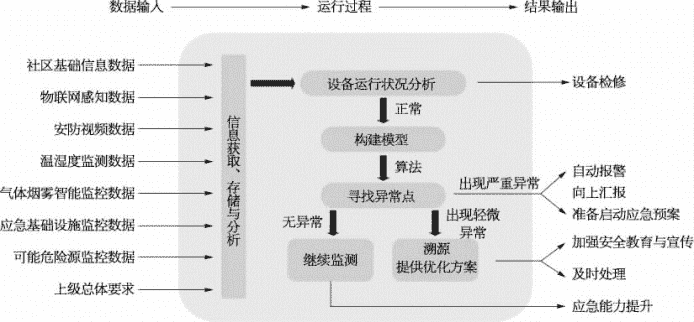 数据输入
运行过程
结果输出
社区基础信息数据
物联网感知数据
安防视频数据
温湿度监测数据
气体烟雾智能监控数据
应急基础设施监控数据
可能危险源监控数据
上级总体要求
信息获取、存储与分析
设备运行状况分析
设备检修
正常
构建模型
算法
寻找异常点
出现严重异常
自动报警
向上汇报
准备启动应急预案
无异常
出现轻微
异常
继续监测
溯源
提供优化方案
加强安全教育与宣传
及时处理
应急能力提升